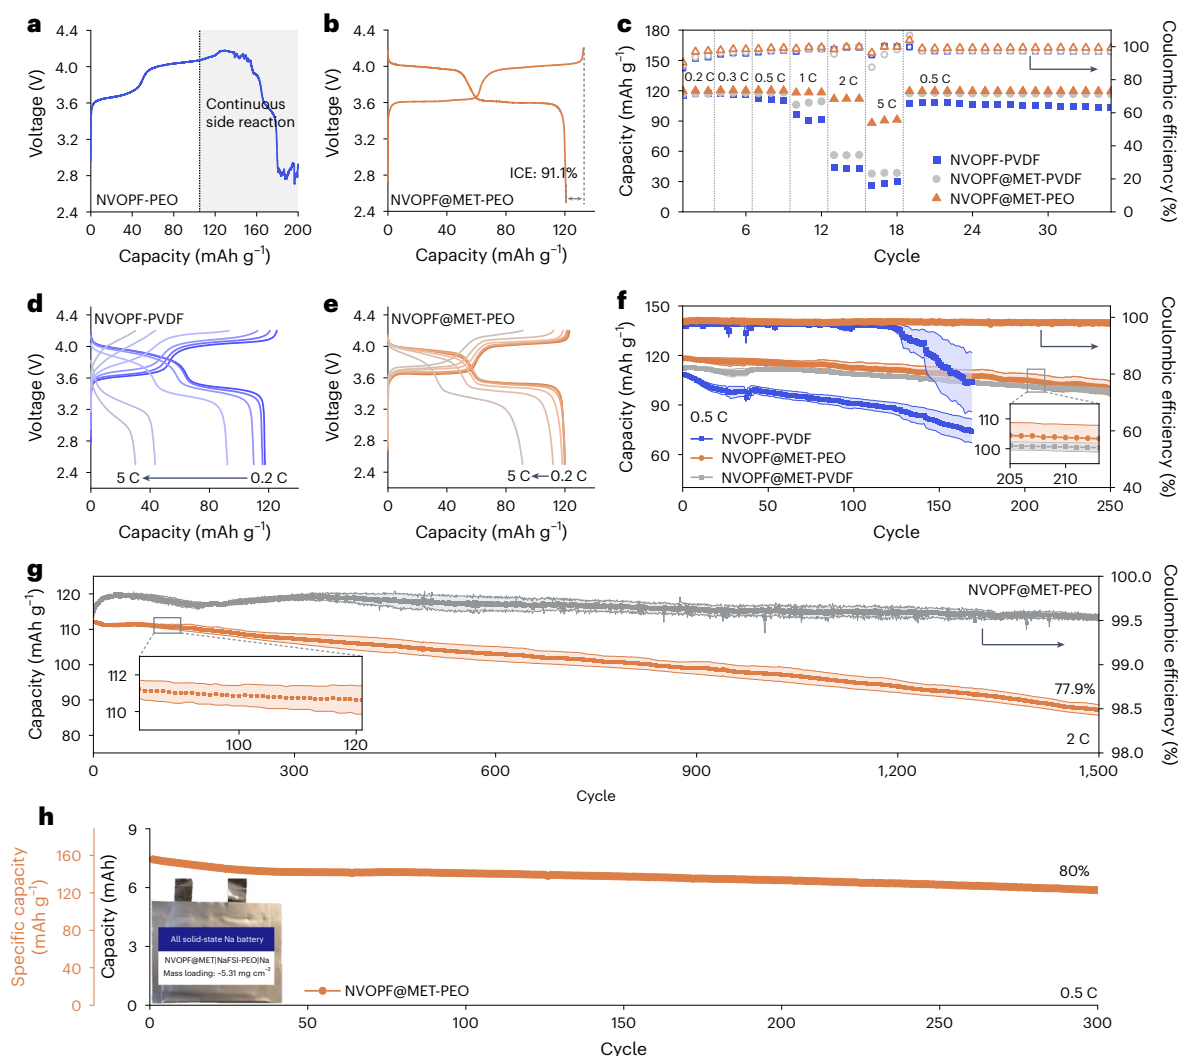 a
4.4
4.0
3.6
3.2
2.8
2.4
Voltage (V)
Continuous
side reaction
NVOPF-PEO
0
40
80
120
160
200
Capacity (mAh g−1)
b
4.4
4.0
3.6
3.2
2.8
2.4
Voltage (V)
ICE: 91.1%
NVOPF@MET-PEO
0
40
80
120
Capacity (mAh g−1)
c
180
150
120
90
60
30
0
Capacity (mAh g−1)
0.2 C
0.3 C
0.5 C
1 C
2 C
5 C
0.5 C
NVOPF-PVDF
NVOPF@MET-PVDF
NVOPF@MET-PEO
100
80
60
40
20
0
Coulombic efficiency (%)
6
12
18
24
30
Cycle
d
4.4
4.0
3.6
3.2
2.8
2.4
Voltage (V)
NVOPF-PVDF
5 C
0.2 C
0
40
80
120
Capacity (mAh g−1)
e
4.4
4.0
3.6
3.2
2.8
2.4
Voltage (V)
NVOPF@MET-PEO
5 C
0.2 C
0
40
80
120
Capacity (mAh g−1)
f
150
120
90
60
Capacity (mAh g−1)
0.5 C
NVOPF-PVDF
NVOPF@MET-PEO
NVOPF@MET-PVDF
110
100
205
210
100
80
60
40
Coulombic efficiency (%)
0
50
100
150
200
250
Cycle
g
120
110
100
90
80
Capacity (mAh g−1)
NVOPF@MET-PEO
112
110
100
120
77.9%
2 C
100.0
99.5
99.0
98.5
98.0
Coulombic efficiency (%)
0
300
600
900
1,200
1,500
Cycle
h
160
120
80
40
0
Specific capacity
(mAh g−1)
9
6
3
0
Capacity (mAh)
All solid-state Na battery
NVOPF@MET|NaFSI-PEO|Na
Mass loading: ~5.31 mg cm−2
NVOPF@MET-PEO
80%
0.5 C
0
50
100
150
200
250
300
Cycle